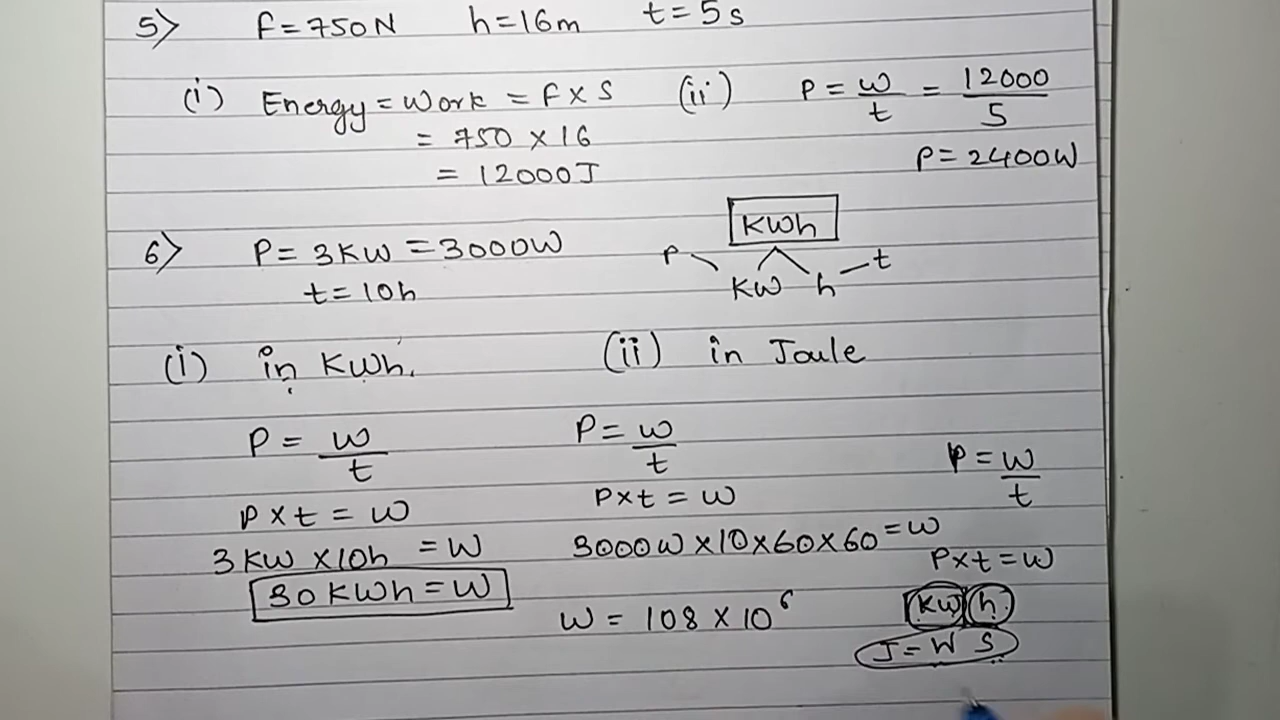 5) F = 750N h = 16m t = 5s
(i) Energy = Work = F × S
= 750 × 16
= 12000J
(ii) P = W/t = 12000/5
P = 2400W
6) P = 3KW = 3000W
t = 10h
KWh
P KW h t
(i) in KWh.
P = W/t
P × t = W
3KW × 10h = W
30KWh = W
(ii) in Joule
P = W/t
P×t = W
3000W×10×60×60 = W
W = 108 × 10⁶
P = W/t
P×t = W
KW h
J = W S